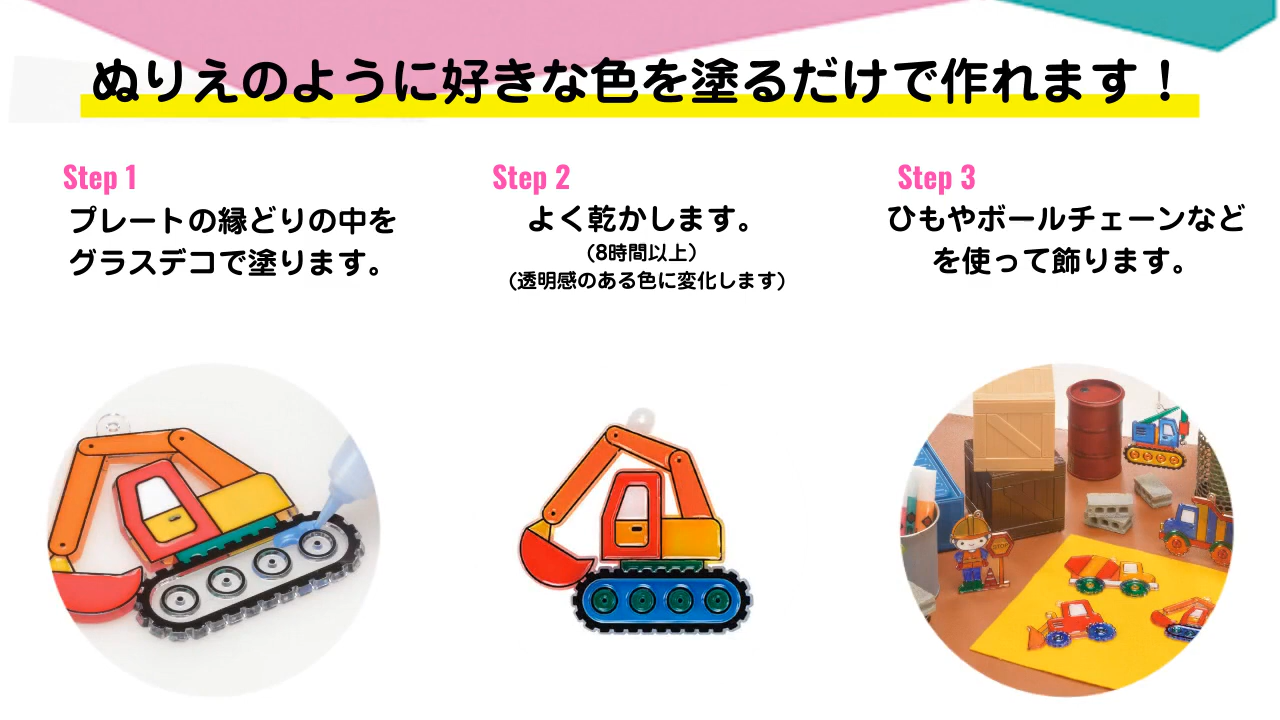 ぬりえのように好きな色を塗るだけで作れます！
Step 1
プレートの縁どりの中を
グラスデコで塗ります。
Step 2
よく乾かします。
(8時間以上)
(透明感のある色に変化します)
Step 3
ひもやボールチェーンなど
を使って飾ります。
STOP